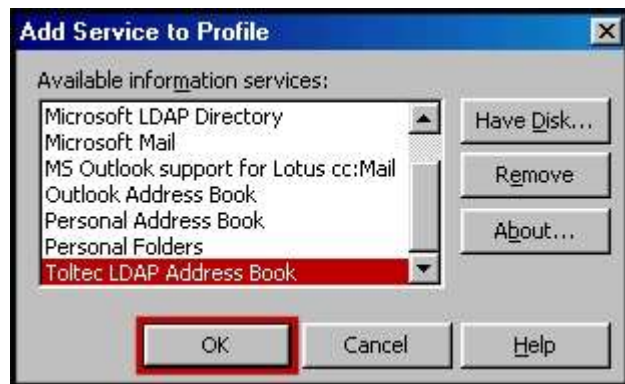 Add Service to Profile
Available information services:
Microsoft LDAP Directory
Microsoft Mail
MS Outlook support for Lotus cc:Mail
Outlook Address Book
Personal Address Book
Personal Folders
Toltec LDAP Address Book
Have Disk...
Remove
About...
OK
Cancel
Help